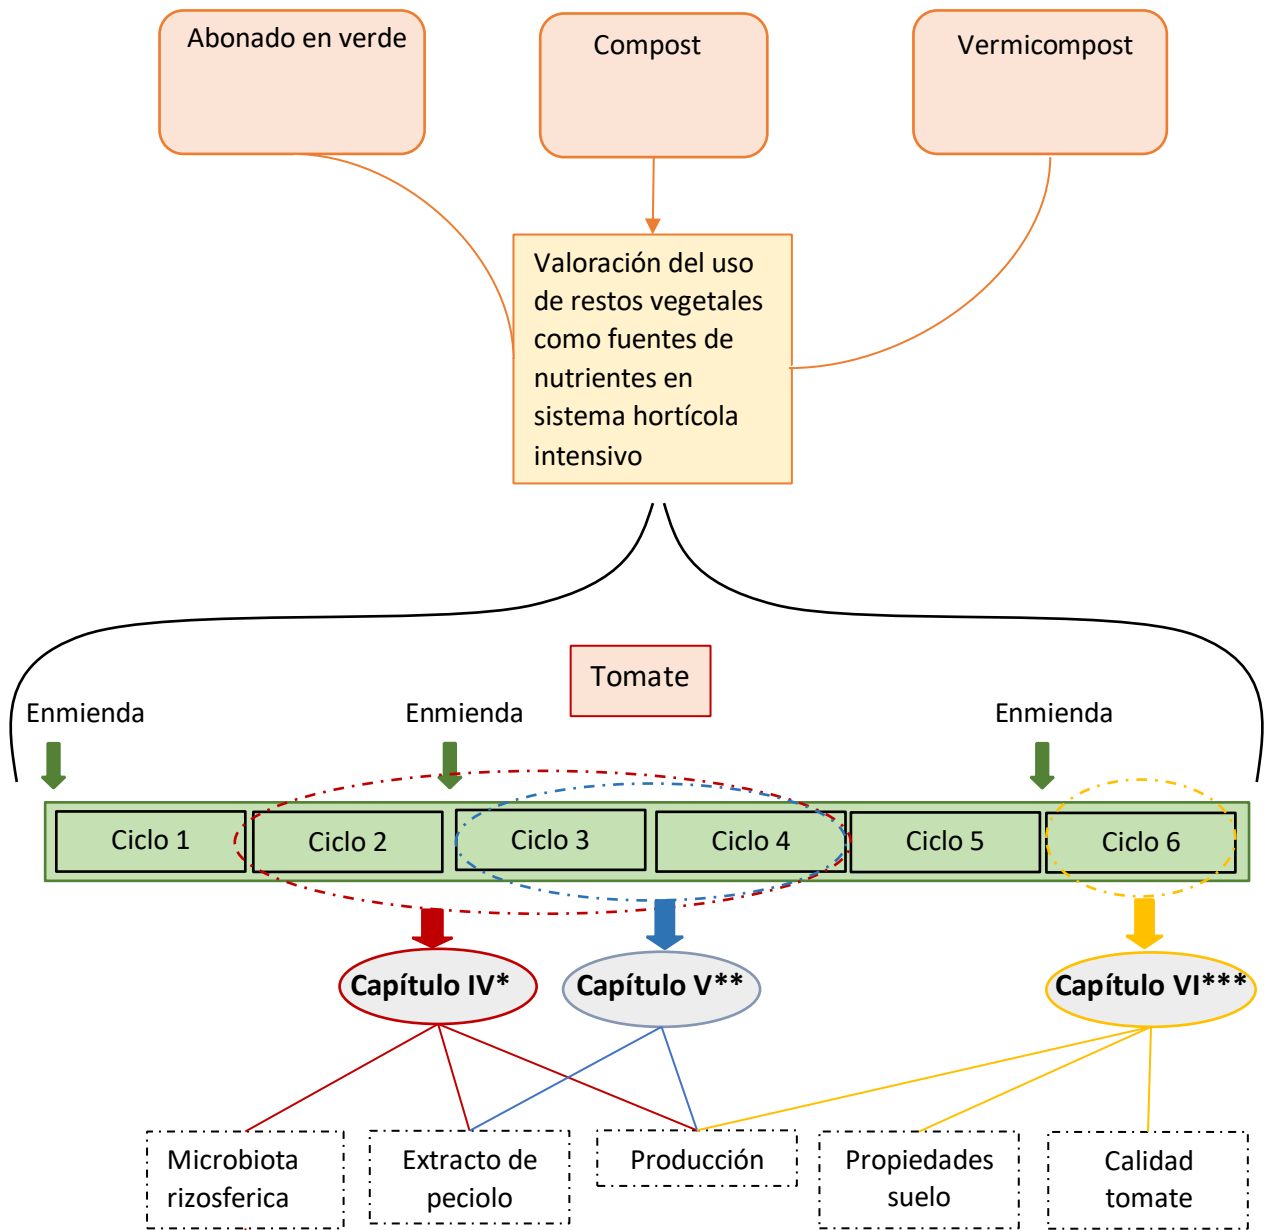 Abonado en verde
Compost
Vermicompost
Valoración del uso
de restos vegetales
como fuentes de
nutrientes en
sistema hortícola
intensivo
Tomate
Enmienda
Enmienda
Enmienda
Ciclo 1
Ciclo 2
Ciclo 3
Ciclo 4
Ciclo 5
Ciclo 6
Capítulo IV*
Capítulo V**
Capítulo VI***
Microbiota
rizosferica
Extracto de
peciolo
Producción
Propiedades
suelo
Calidad
tomate